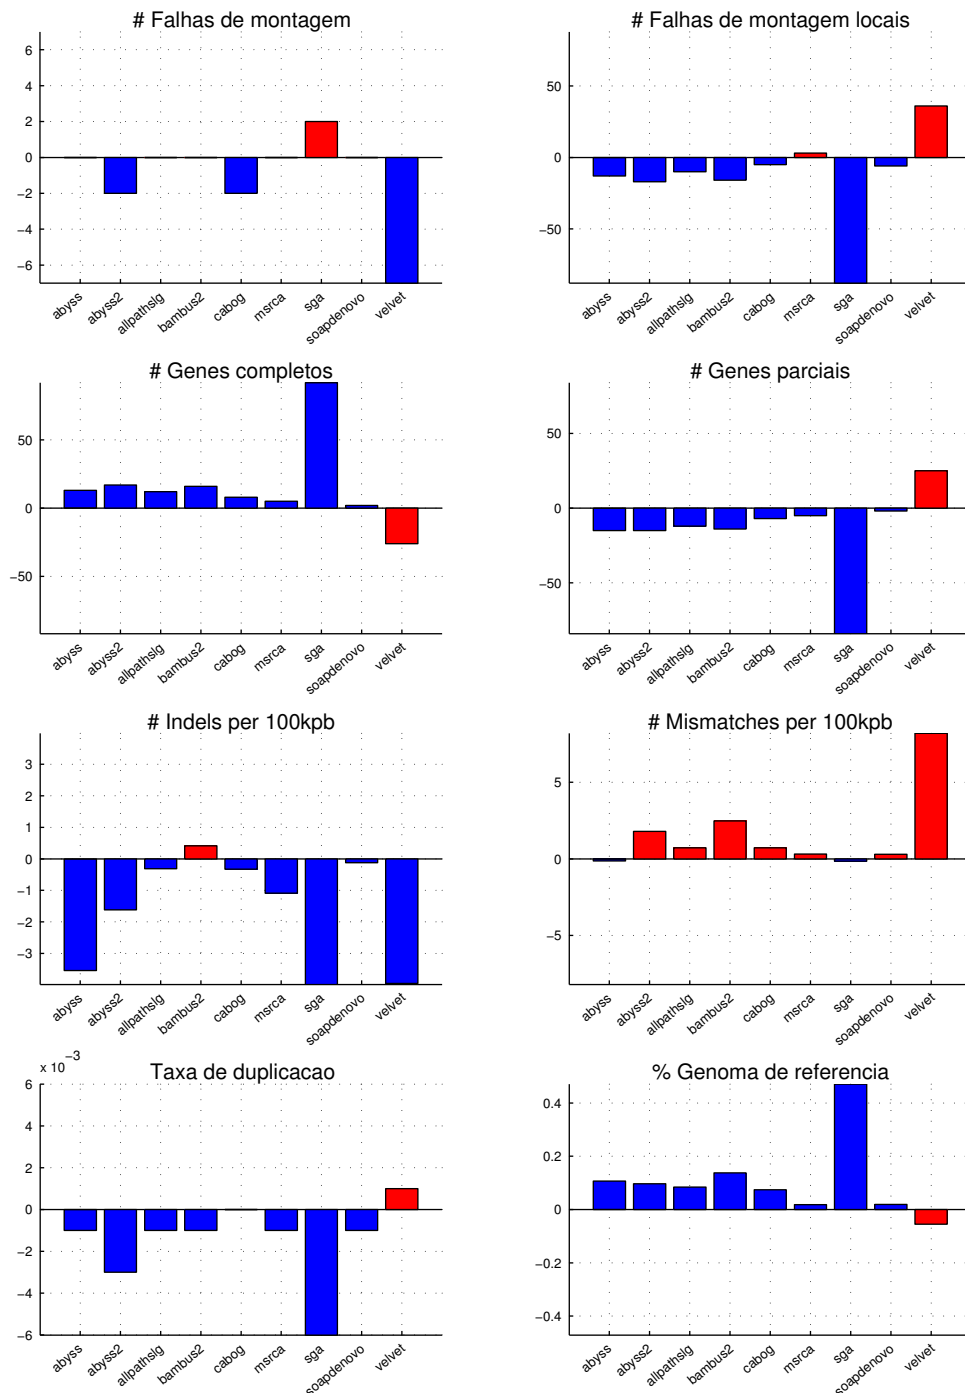 # Falhas de montagem
6
4
2
0
−2
−4
−6
abyss
abyss2
allpathslg
bambus2
cabog
msrca
sga
soapdenovo
velvet
# Falhas de montagem locais
50
0
−50
abyss
abyss2
allpathslg
bambus2
cabog
msrca
sga
soapdenovo
velvet
# Genes completos
50
0
−50
abyss
abyss2
allpathslg
bambus2
cabog
msrca
sga
soapdenovo
velvet
# Genes parciais
50
0
−50
abyss
abyss2
allpathslg
bambus2
cabog
msrca
sga
soapdenovo
velvet
# Indels per 100kpb
3
2
1
0
−1
−2
−3
abyss
abyss2
allpathslg
bambus2
cabog
msrca
sga
soapdenovo
velvet
# Mismatches per 100kpb
5
0
−5
abyss
abyss2
allpathslg
bambus2
cabog
msrca
sga
soapdenovo
velvet
Taxa de duplicacao
x 10−3
6
4
2
0
−2
−4
−6
abyss
abyss2
allpathslg
bambus2
cabog
msrca
sga
soapdenovo
velvet
% Genoma de referencia
0.4
0.2
0
−0.2
−0.4
abyss
abyss2
allpathslg
bambus2
cabog
msrca
sga
soapdenovo
velvet